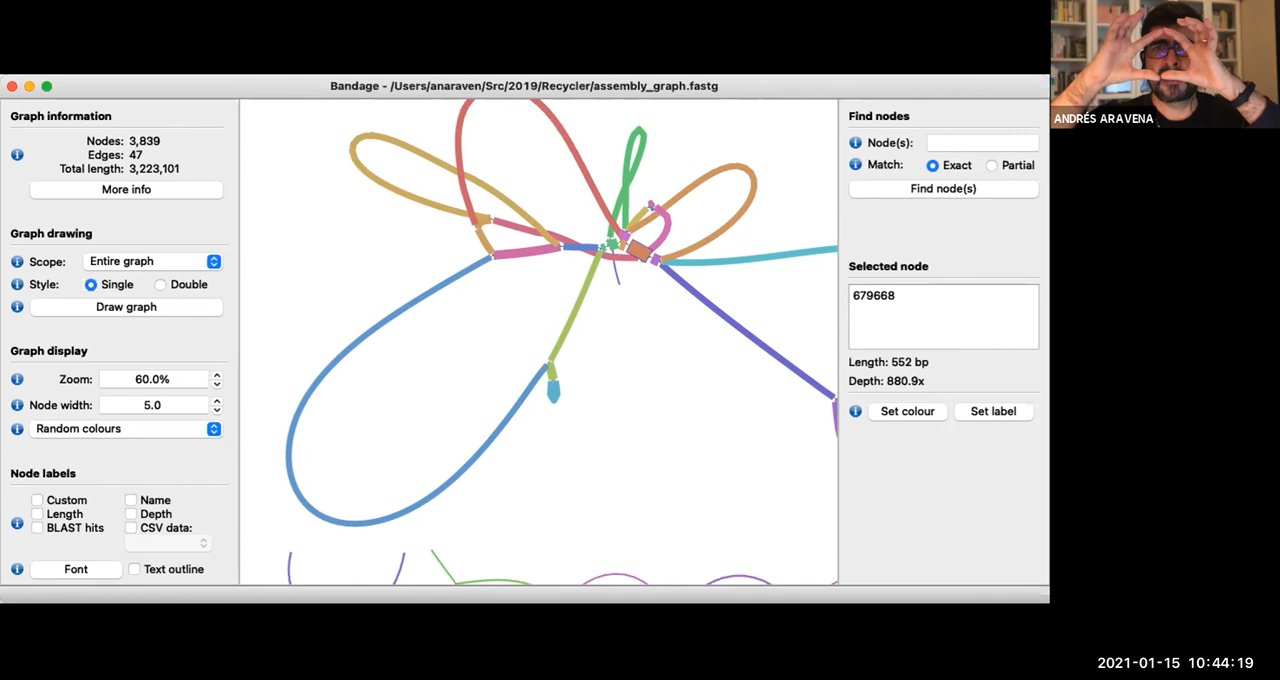 Bandage - /Users/anaraven/Src/2019/Recycler/assembly_graph.fastg
Graph information
Nodes: 3,839
Edges: 47
Total length: 3,223,101
More info
Graph drawing
Scope: Entire graph
Style: Single Double
Draw graph
Graph display
Zoom: 60.0%
Node width: 5.0
Random colours
Node labels
Custom Name
Length Depth
BLAST hits CSV data:
Font Text outline
Find nodes
Node(s):
Match: Exact Partial
Find node(s)
Selected node
679668
Length: 552 bp
Depth: 880.9x
Set colour Set label
ANDRÉS ARAVENA
2021-01-15 10:44:19